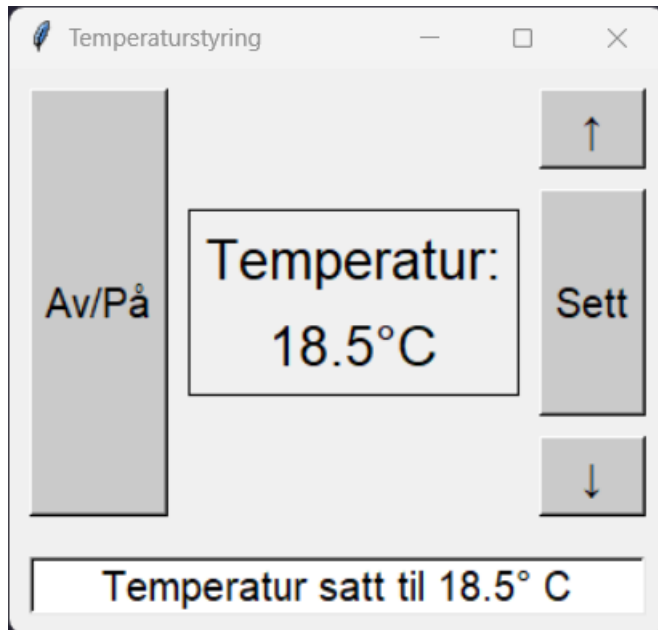 Temperaturstyring
↑
Av/På
Temperatur:
18.5°C
Sett
↓
Temperatur satt til 18.5° C